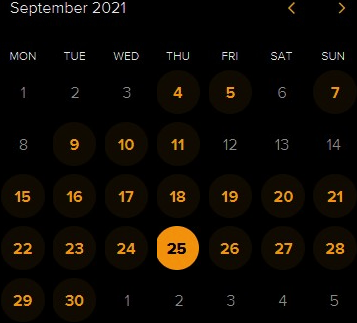 September 2021 < >
MON TUE WED THU FRI SAT SUN
1 2 3 4 5 6 7
8 9 10 11 12 13 14
15 16 17 18 19 20 21
22 23 24 25 26 27 28
29 30 1 2 3 4 5